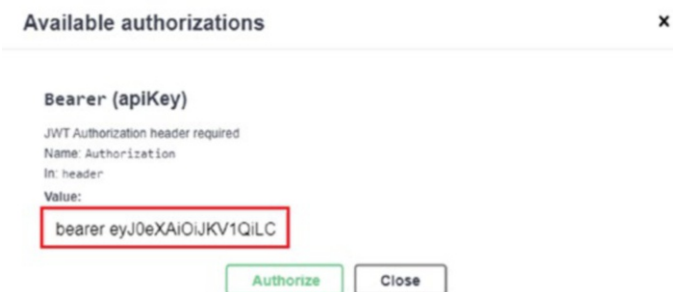 Available authorizations
x
Bearer (apiKey)
JWT Authorization header required
Name: Authorization
In: header
Value:
bearer eyJ0eXAiOiJKV1QiLC
Authorize Close